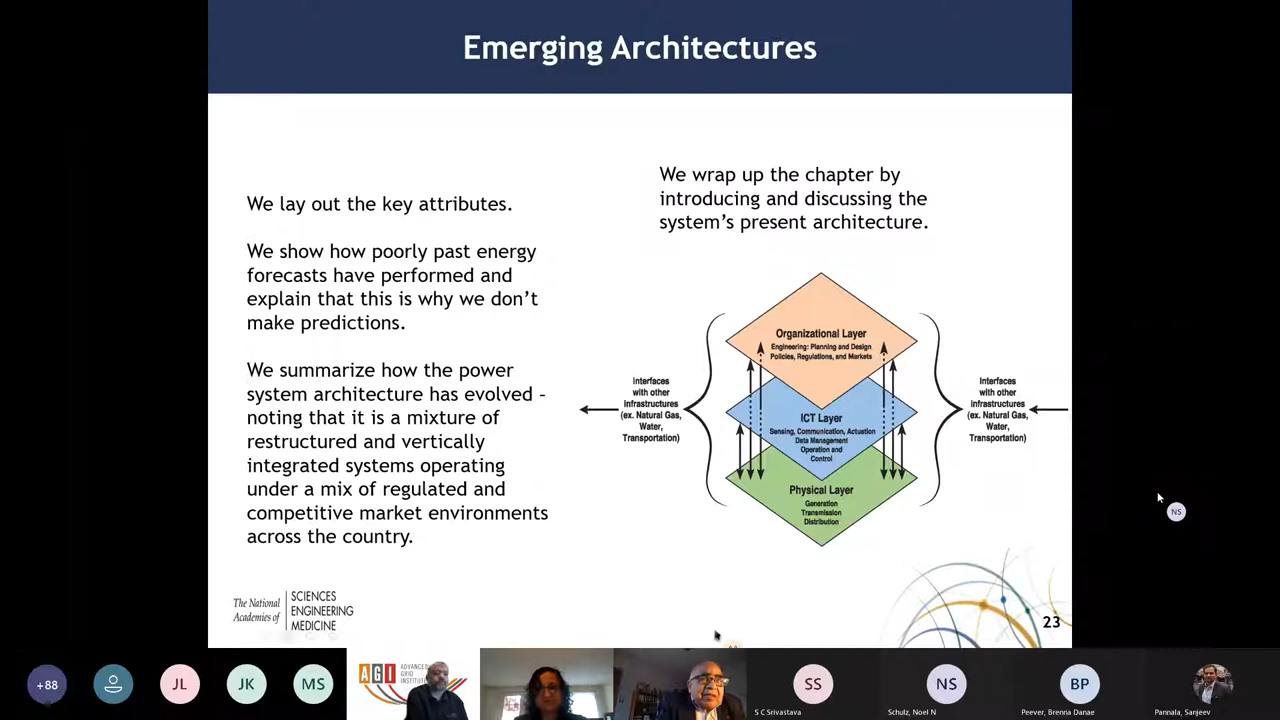 Emerging Architectures
We lay out the key attributes.
We show how poorly past energy
forecasts have performed and
explain that this is why we don't
make predictions.
We summarize how the power
system architecture has evolved -
noting that it is a mixture of
restructured and vertically
integrated systems operating
under a mix of regulated and
competitive market environments
across the country.
We wrap up the chapter by
introducing and discussing the
system's present architecture.
Organizational Layer
Engineering: Planning and Design
Policies, Regulations, and Markets
ICT Layer
Sensing, Communication, Actuation
Data Management
Operation and
Control
Physical Layer
Generation
Transmission
Distribution
Interfaces
with other
infrastructures
(ex. Natural Gas,
Water,
Transportation)
Interfaces
with other
infrastructures
(ex. Natural Gas,
Water,
Transportation)
NS
The National
Academies of
SCIENCES
ENGINEERING
MEDICINE
23
+88
JL
JK
MS
AGI
ADVANCED
GRID
SS
S C Srivastava
NS
Schulz, Noel N
BP
Peever, Brenna Danae
Pannala, Sanjeev